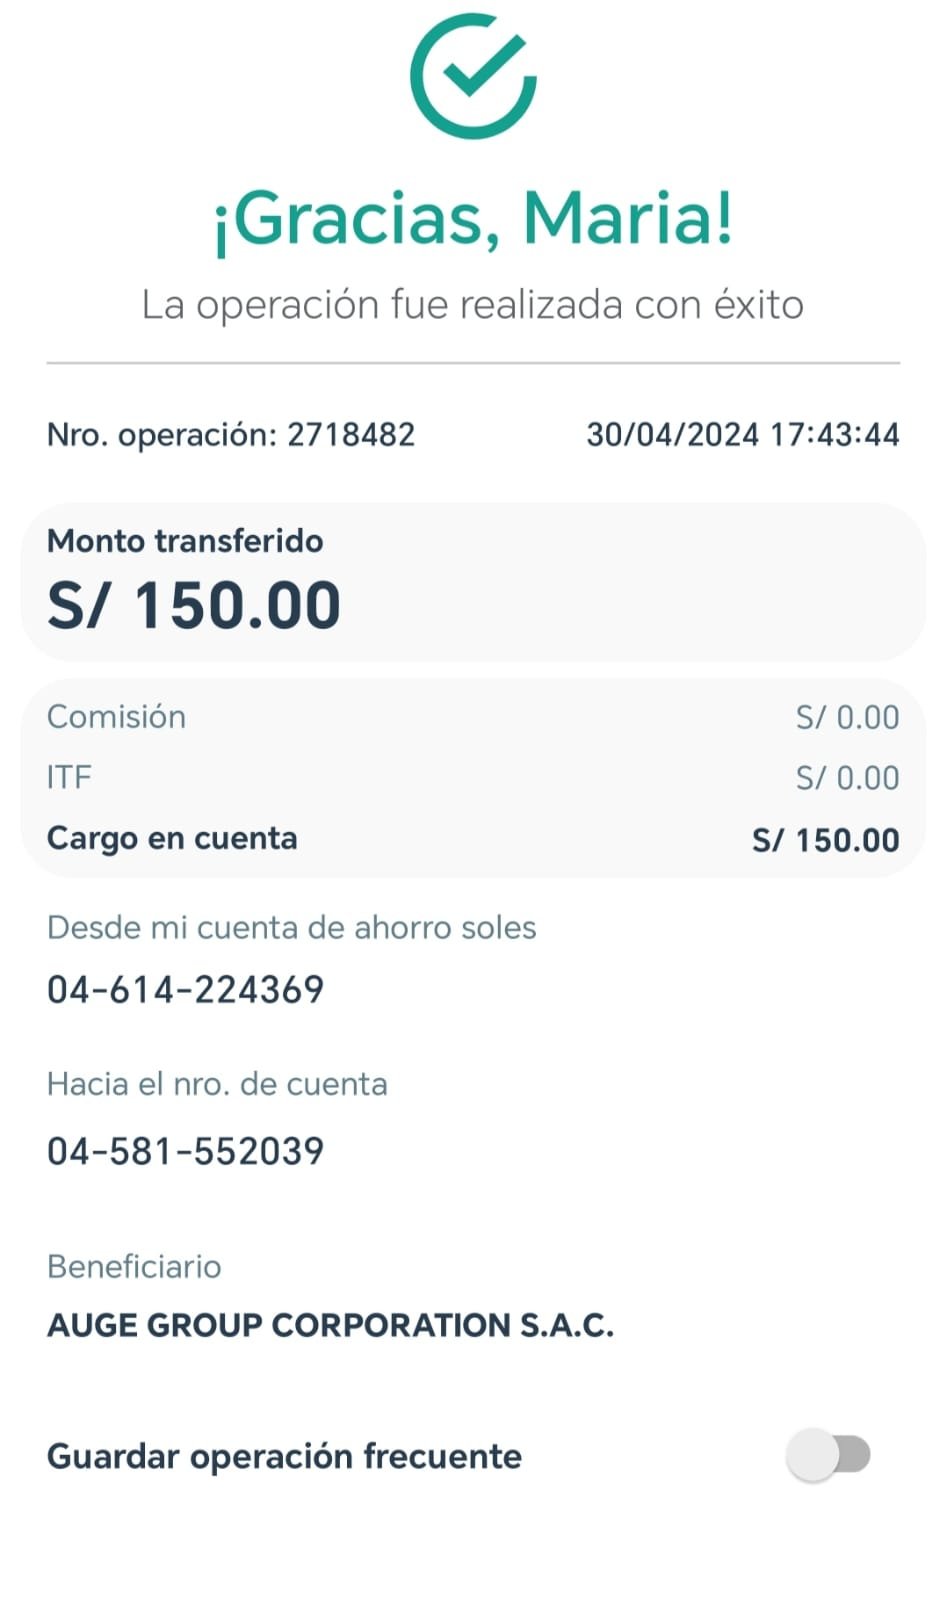 ¡Gracias, Maria!
La operación fue realizada con éxito
Nro. operación: 2718482 30/04/2024 17:43:44
Monto transferido
S/ 150.00
Comisión S/ 0.00
ITF S/ 0.00
Cargo en cuenta S/ 150.00
Desde mi cuenta de ahorro soles
04-614-224369
Hacia el nro. de cuenta
04-581-552039
Beneficiario
AUGE GROUP CORPORATION S.A.C.
Guardar operación frecuente